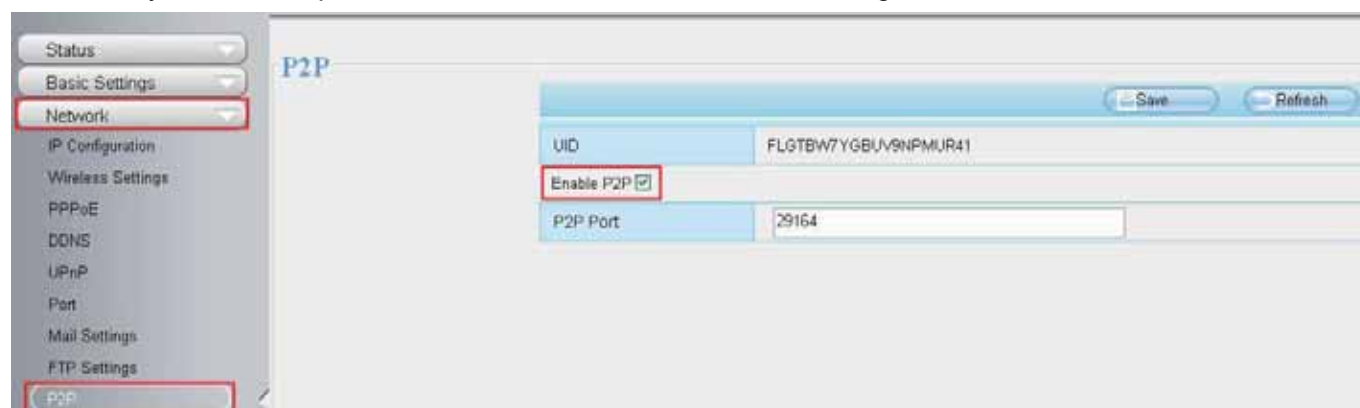 Status
Basic Settings
Network
IP Configuration
Wireless Settings
PPPoE
DDNS
UPnP
Port
Mail Settings
FTP Settings
P2P
P2P
Save Refresh
UID FLGTBW7YGBUV9NPMUR41
Enable P2P
P2P Port 29164